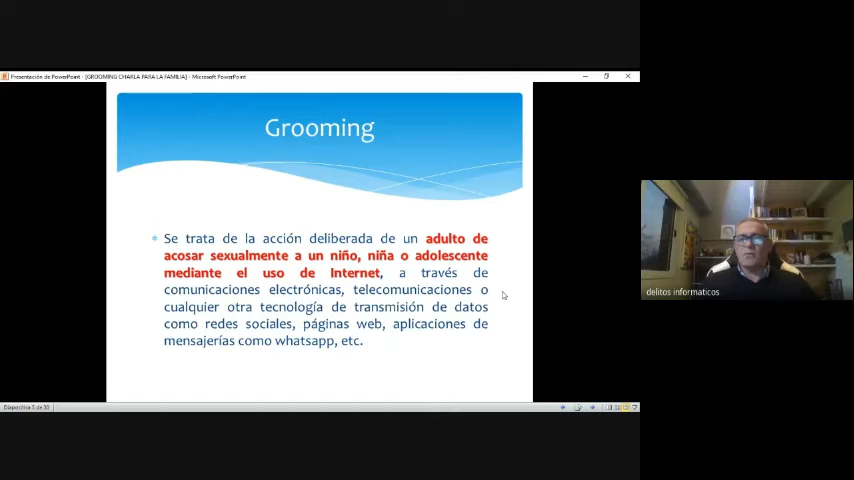 Presentación de PowerPoint - [GROOMING CHARLA PARA LA FAMILIA] - Microsoft PowerPoint
Grooming
Se trata de la acción deliberada de un adulto de
acosar sexualmente a un niño, niña o adolescente
mediante el uso de Internet, a través de
comunicaciones electrónicas, telecomunicaciones o
cualquier otra tecnología de transmisión de datos
como redes sociales, páginas web, aplicaciones de
mensajerías como whatsapp, etc.
delitos informaticos
Diapositiva 5 de 30